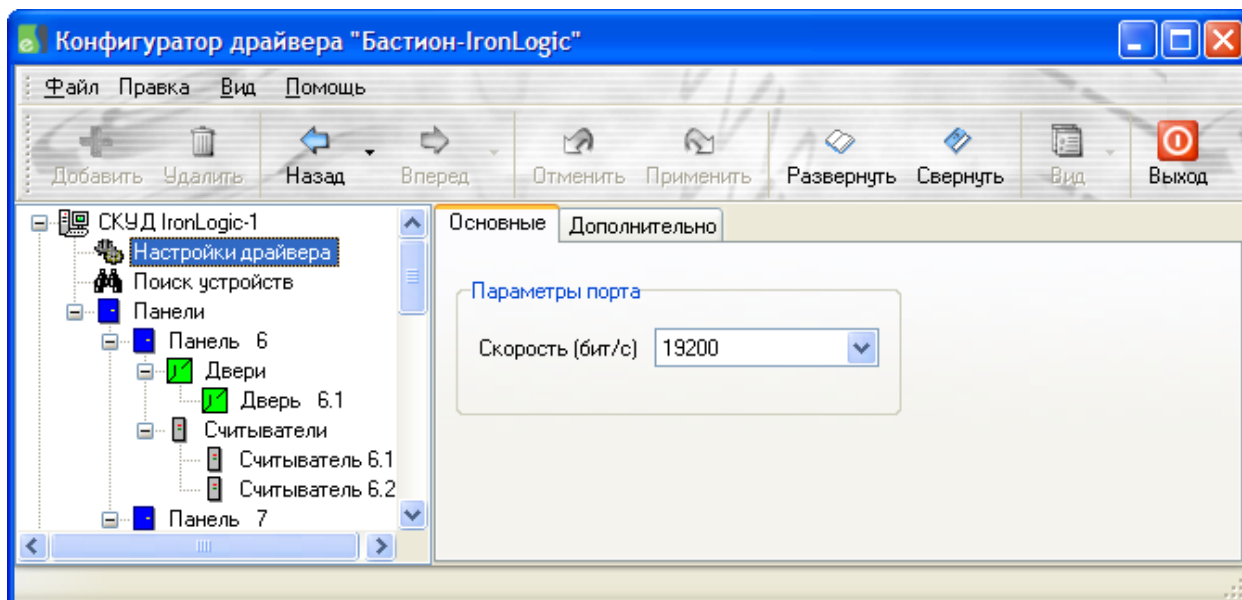 Конфигуратор драйвера "Бастион-IronLogic"
Файл Правка Вид Помощь
Добавить Удалить Назад Вперед Отменить Применить Развернуть Свернуть Вид Выход
СКУД IronLogic-1
Настройки драйвера
Поиск устройств
Панели
Панель 6
Двери
Дверь 6.1
Считыватели
Считыватель 6.1
Считыватель 6.2
Панель 7
Основные Дополнительно
Параметры порта
Скорость (бит/с) 19200